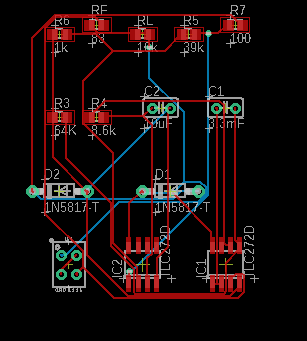 R6 RF RL R5 R7
1k 83 39k 100
C2 C1
10uF 3.3mF
R3 R4
64K 8.6k
D2 D1
1N5817-T 1N5817-T
IC2 TLC272D IC1 TLC272D